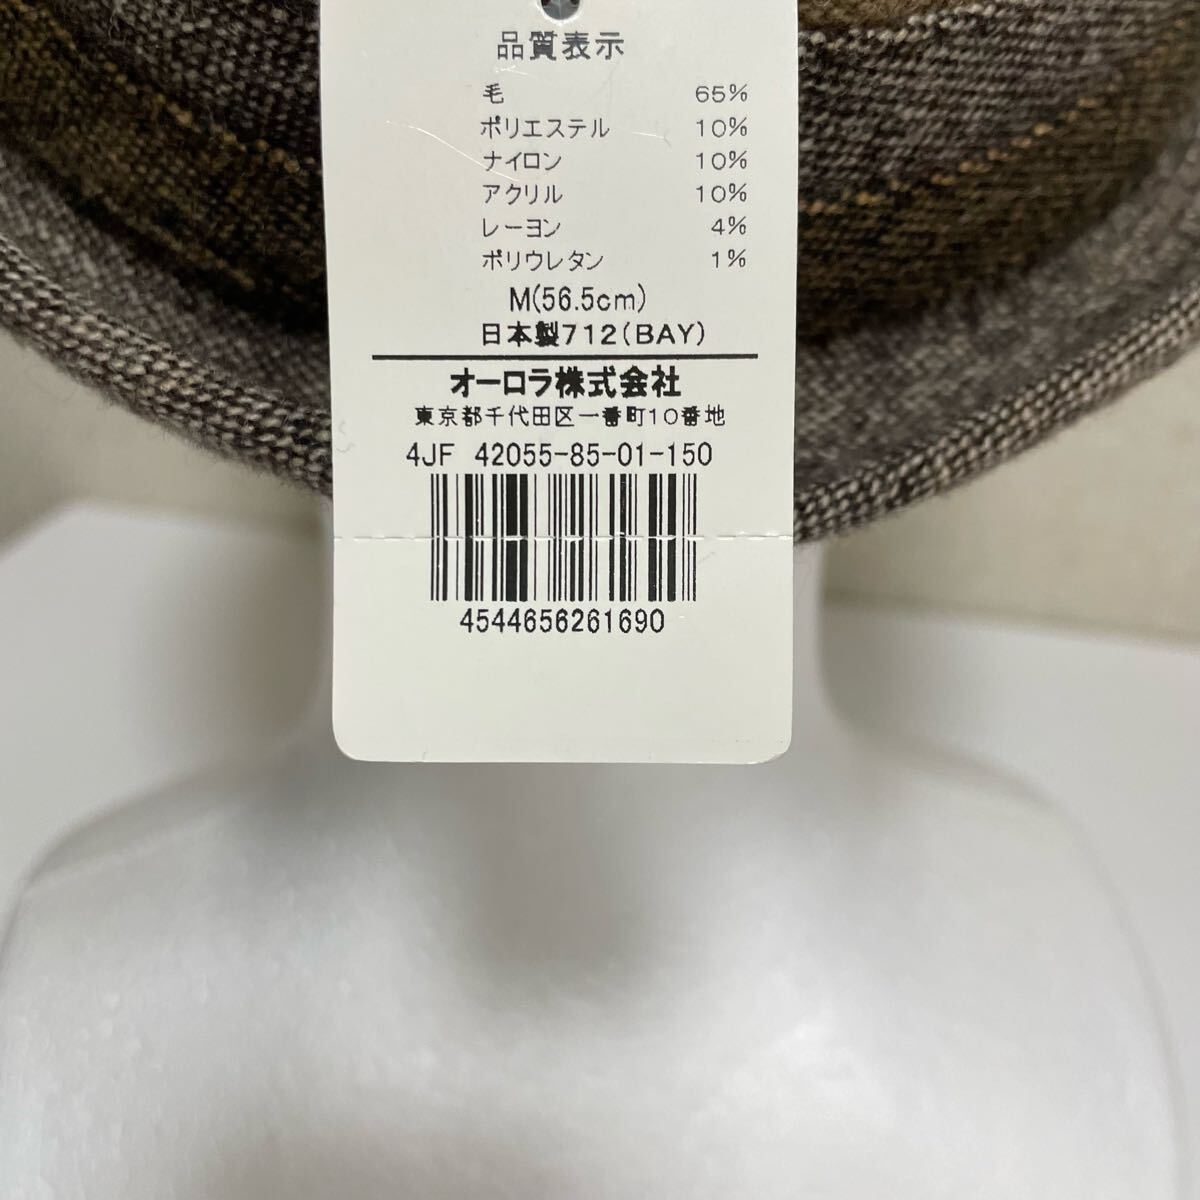 品質表示
毛 65%
ポリエステル 10%
ナイロン 10%
アクリル 10%
レーヨン 4%
ポリウレタン 1%
M(56.5cm)
日本製712(BAY)
オーロラ株式会社
東京都千代田区一番町10番地
4JF 42055-85-01-150
4544656261690